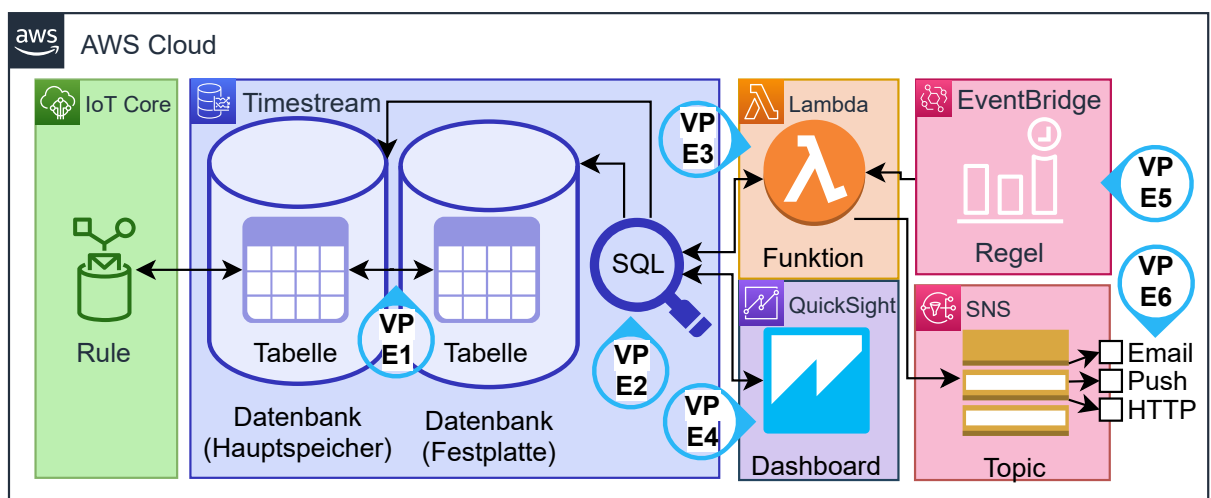 aws
AWS Cloud
IoT Core
Rule
Timestream
Tabelle
Datenbank
(Hauptspeicher)
VP
E1
Tabelle
Datenbank
(Festplatte)
SQL
VP
E2
VP
E3
Lambda
Funktion
VP
E4
QuickSight
Dashboard
EventBridge
Regel
VP
E5
VP
E6
SNS
Email
Push
HTTP
Topic